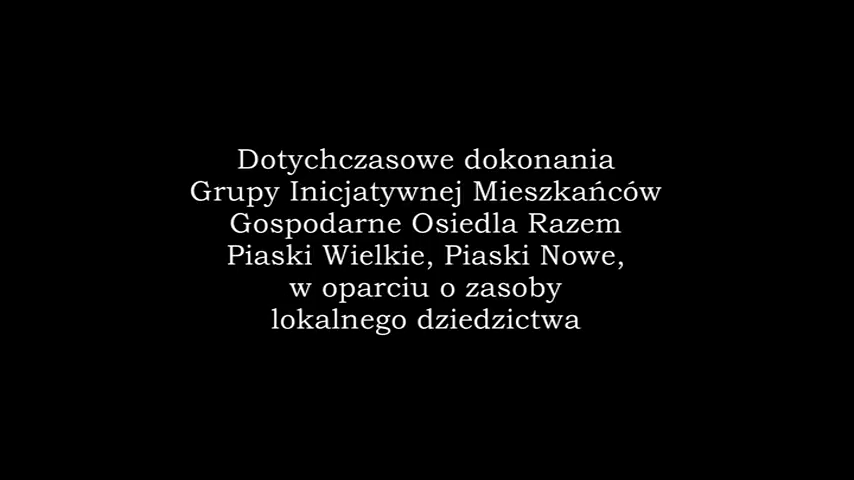 Dotychczasowe dokonania
Grupy Inicjatywnej Mieszkańców
Gospodarne Osiedla Razem
Piaski Wielkie, Piaski Nowe,
w oparciu o zasoby
lokalnego dziedzictwa